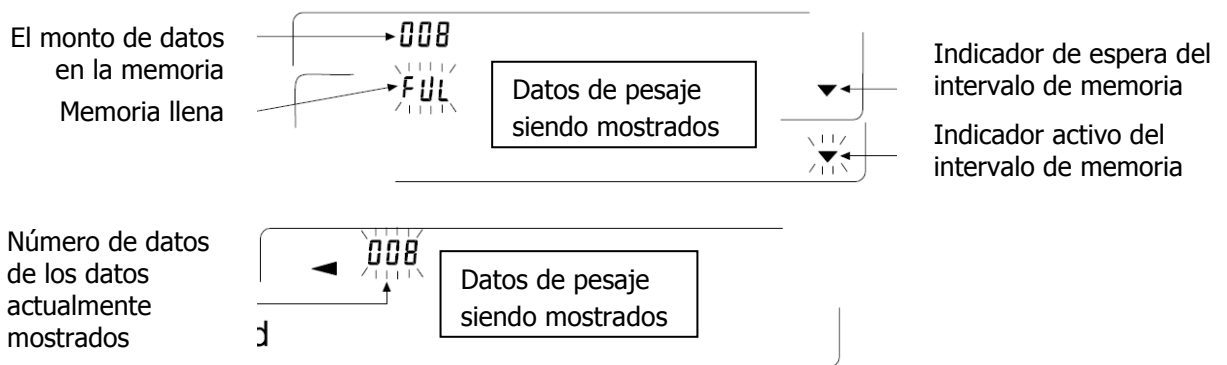 El monto de datos
en la memoria
Memoria llena
008
FUL
Datos de pesaje
siendo mostrados
Indicador de espera del
intervalo de memoria
Indicador activo del
intervalo de memoria
Número de datos
de los datos
actualmente
mostrados
008
Datos de pesaje
siendo mostrados
d